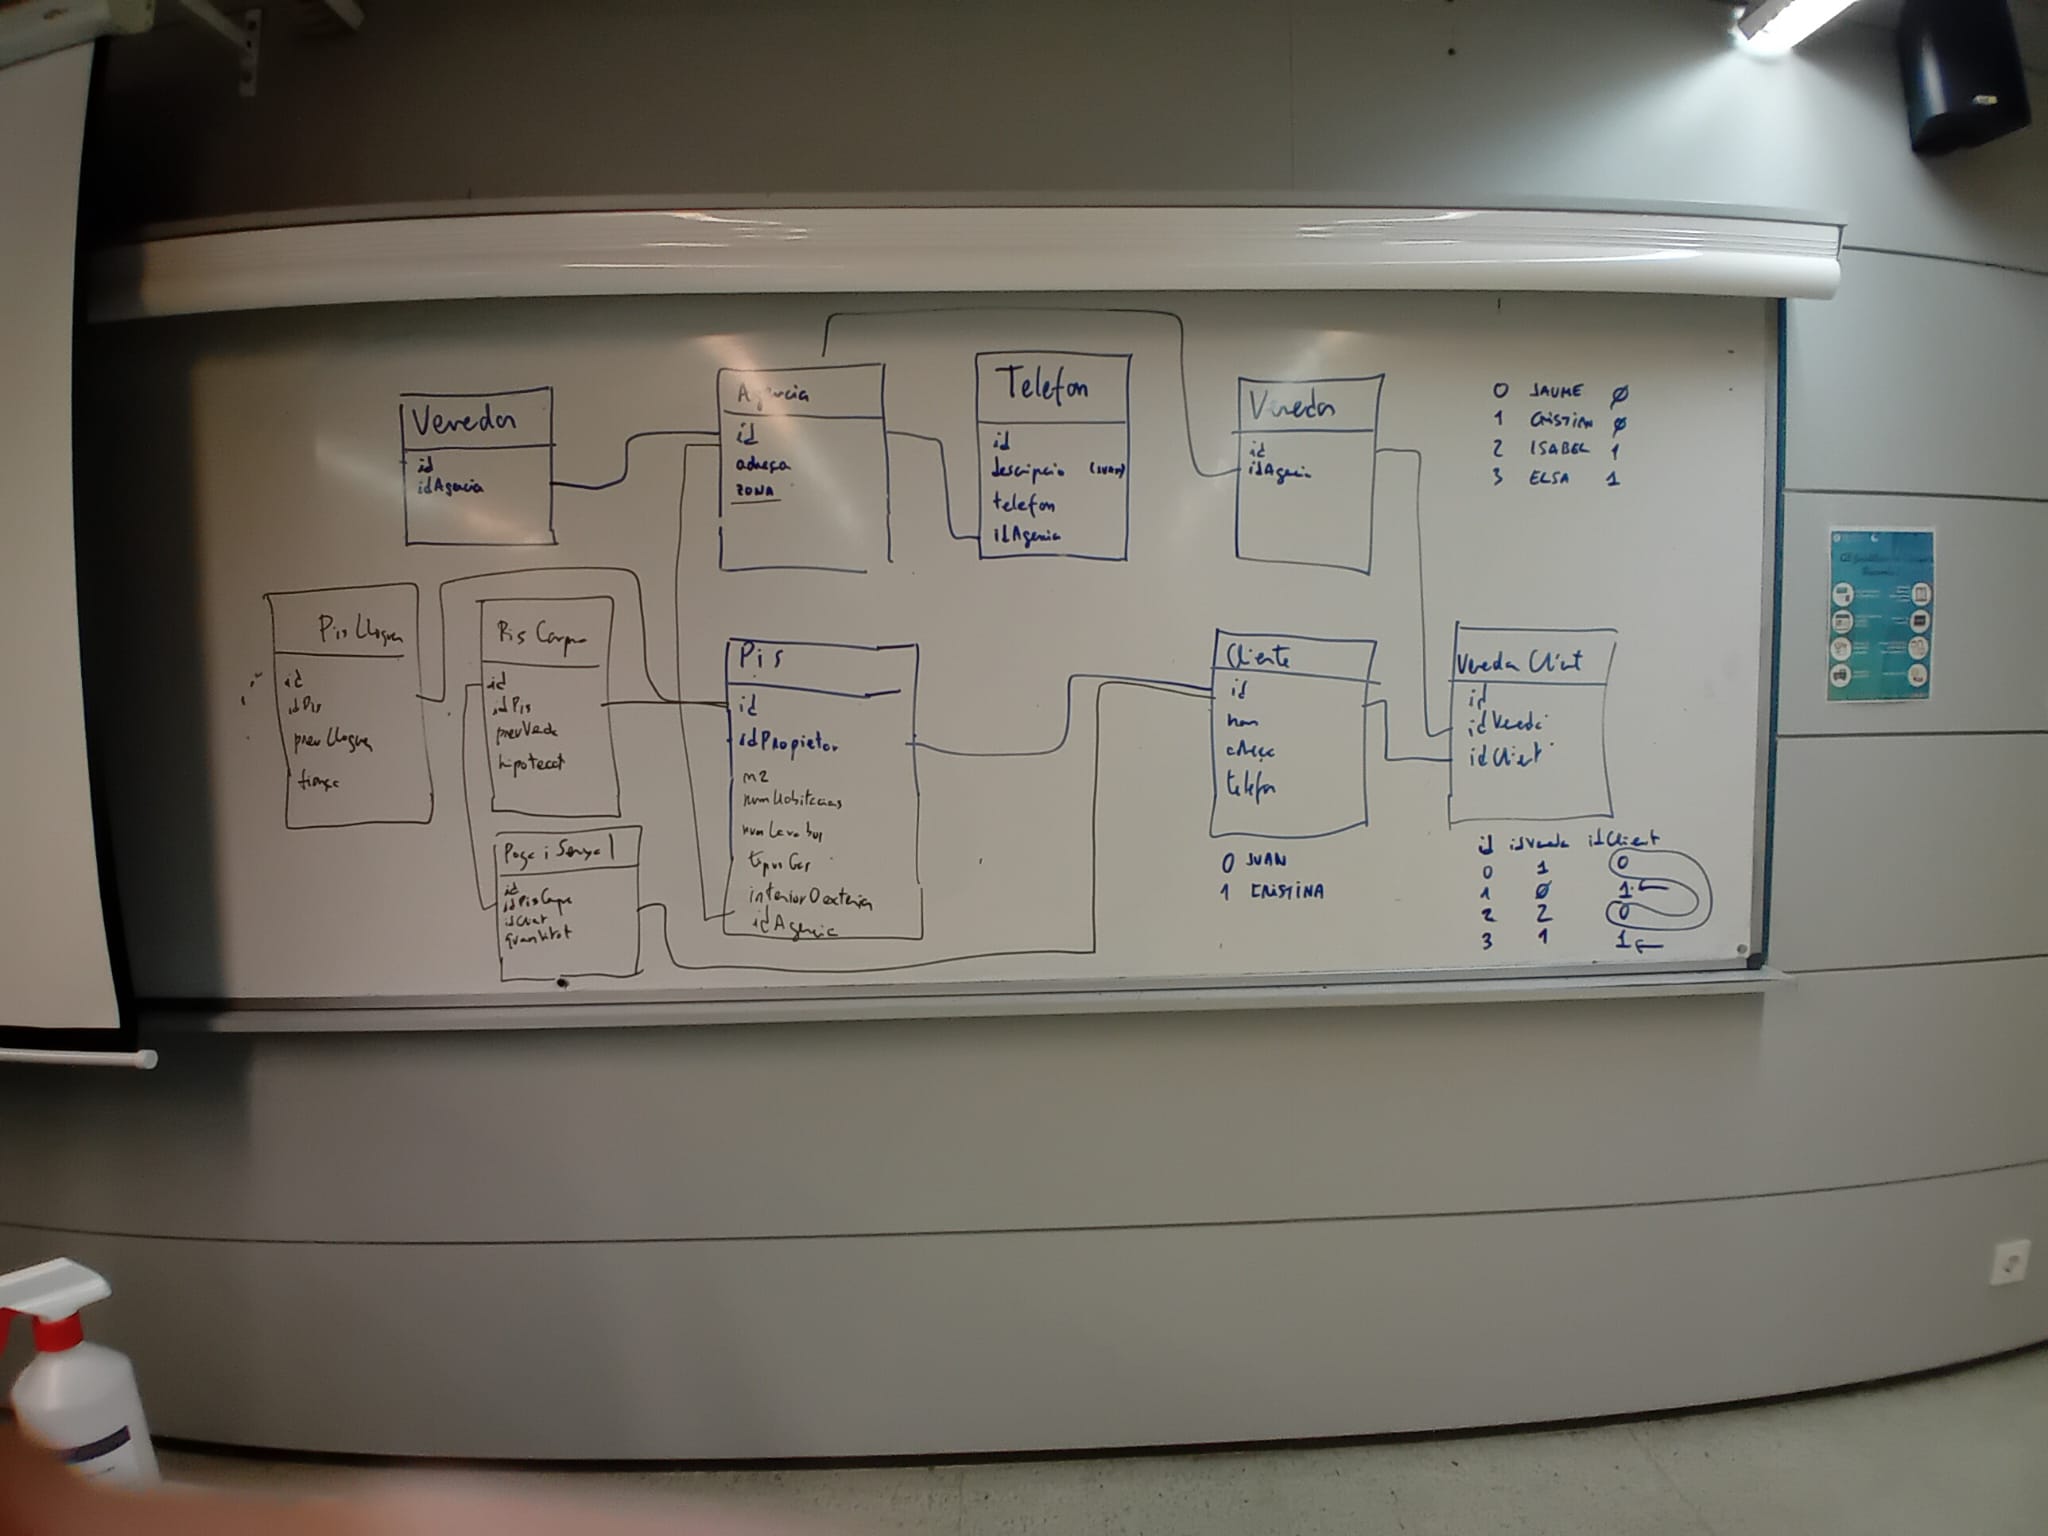 Venedor
id
idAgencia
Agencia
id
adreça
ZONA
Telefon
id
descripcio (JUAN)
telefon
idAgencia
Venedor
id
idAgencia
0 JAUME Ø
1 CRISTINA Ø
2 ISABEL 1
3 ELSA 1
Pis Lloguer
id
idPis
preuLloguer
fiança
Pis Compra
id
idPis
preuVenda
hipotecat
Paga i Senyal
id
idPisCompra
idClient
quantitat
Pis
id
idPropietari
m2
numHabitacions
numLavabos
tipusGas
interiorOexterior
idAgencia
Cliente
id
nom
adreça
telefon
0 JUAN
1 CRISTINA
Venedor Client
id
idVenedor
idClient
id idVenedor idClient
0 1 0
1 Ø 1
2 2 0
3 1 1